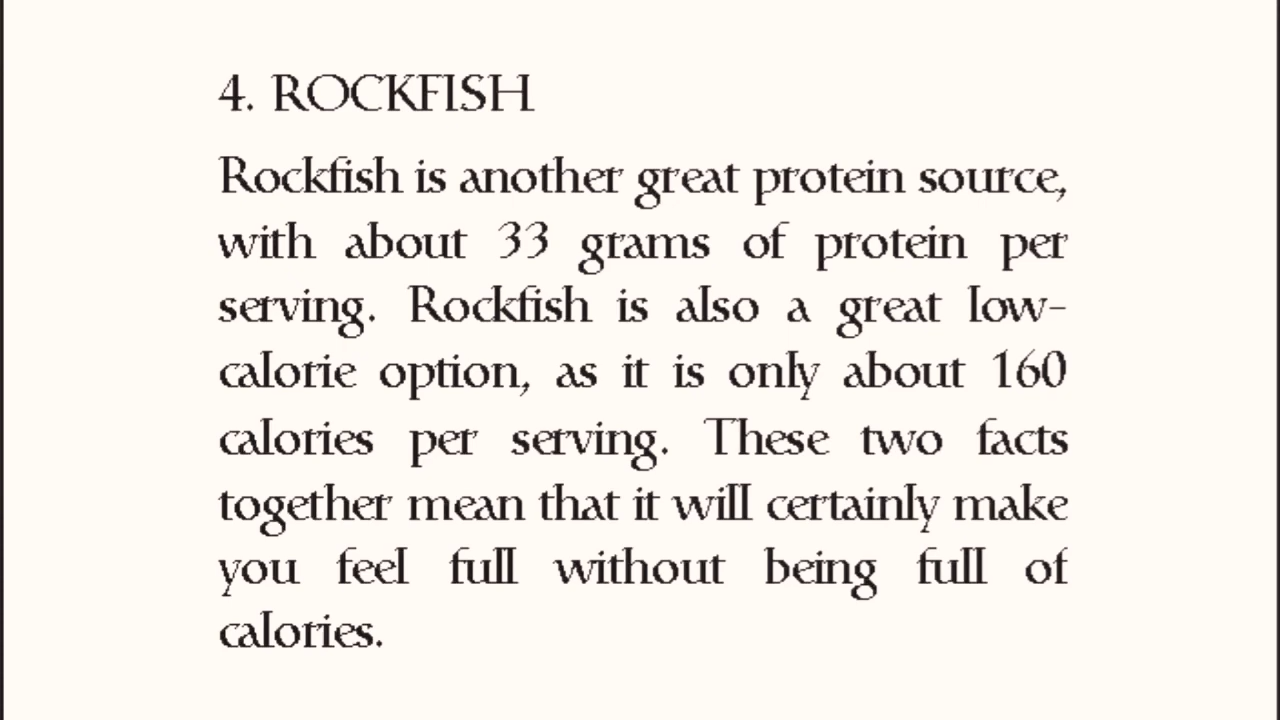 4. ROCKFISH
Rockfish is another great protein source,
with about 33 grams of protein per
serving. Rockfish is also a great low-
calorie option, as it is only about 160
calories per serving. These two facts
together mean that it will certainly make
you feel full without being full of
calories.